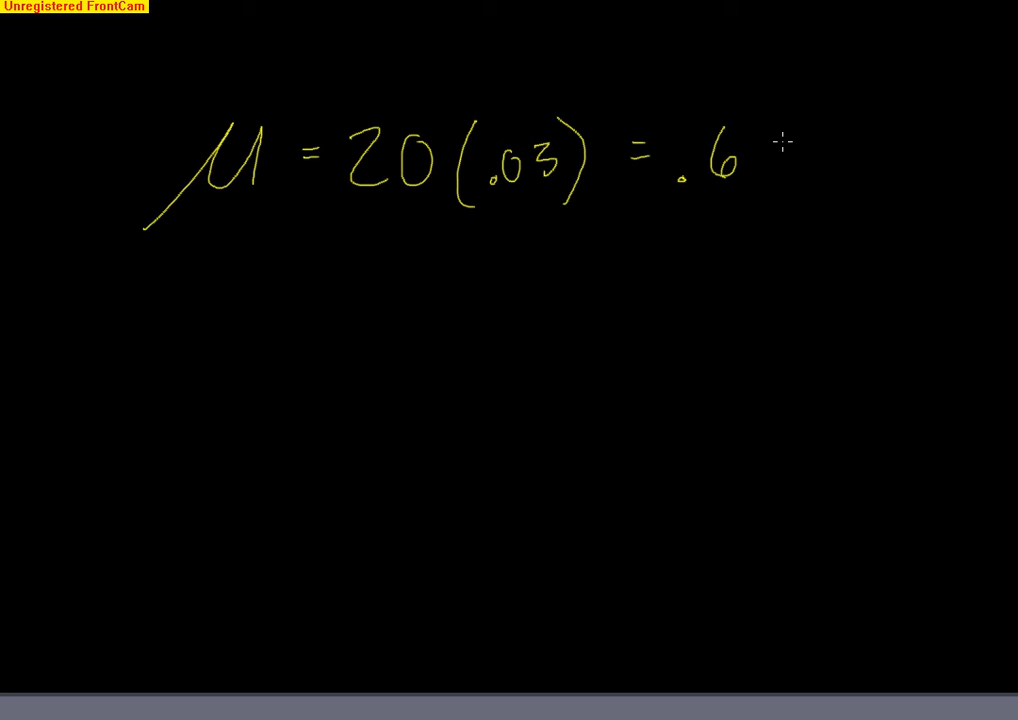 Unregistered FrontCam
μ = 20 (.03) = .6